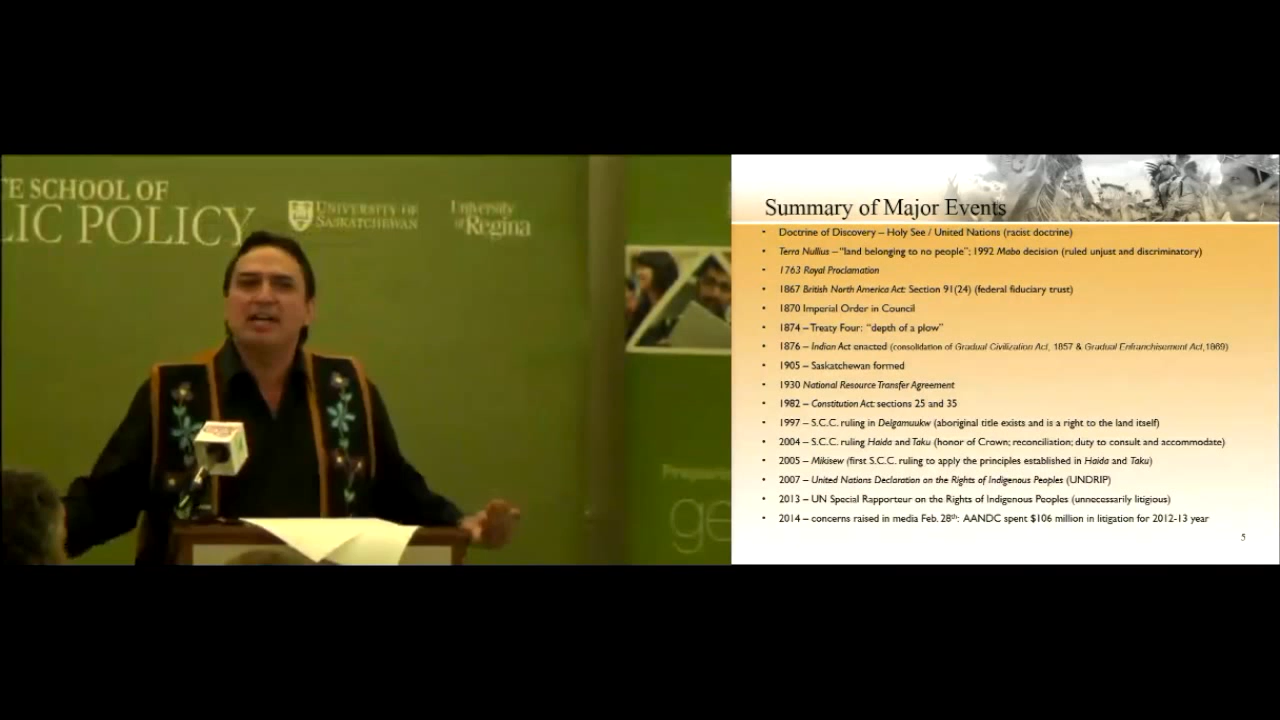 TE SCHOOL OF
LIC POLICY
UNIVERSITY OF
SASKATCHEWAN
University
of Regina
ge
Summary of Major Events
• Doctrine of Discovery – Holy See / United Nations (racist doctrine)
• Terra Nullius – “land belonging to no people”; 1992 Mabo decision (ruled unjust and discriminatory)
• 1763 Royal Proclamation
• 1867 British North America Act: Section 91(24) (federal fiduciary trust)
• 1870 Imperial Order in Council
• 1874 – Treaty Four: “depth of a plow”
• 1876 – Indian Act enacted (consolidation of Gradual Civilization Act, 1857 & Gradual Enfranchisement Act,1869)
• 1905 – Saskatchewan formed
• 1930 National Resource Transfer Agreement
• 1982 – Constitution Act: sections 25 and 35
• 1997 – S.C.C. ruling in Delgamuukw (aboriginal title exists and is a right to the land itself)
• 2004 – S.C.C. ruling Haida and Taku (honor of Crown; reconciliation; duty to consult and accommodate)
• 2005 – Mikisew (first S.C.C. ruling to apply the principles established in Haida and Taku)
• 2007 – United Nations Declaration on the Rights of Indigenous Peoples (UNDRIP)
• 2013 – UN Special Rapporteur on the Rights of Indigenous Peoples (unnecessarily litigious)
• 2014 – concerns raised in media Feb. 28th: AANDC spent $106 million in litigation for 2012-13 year
5